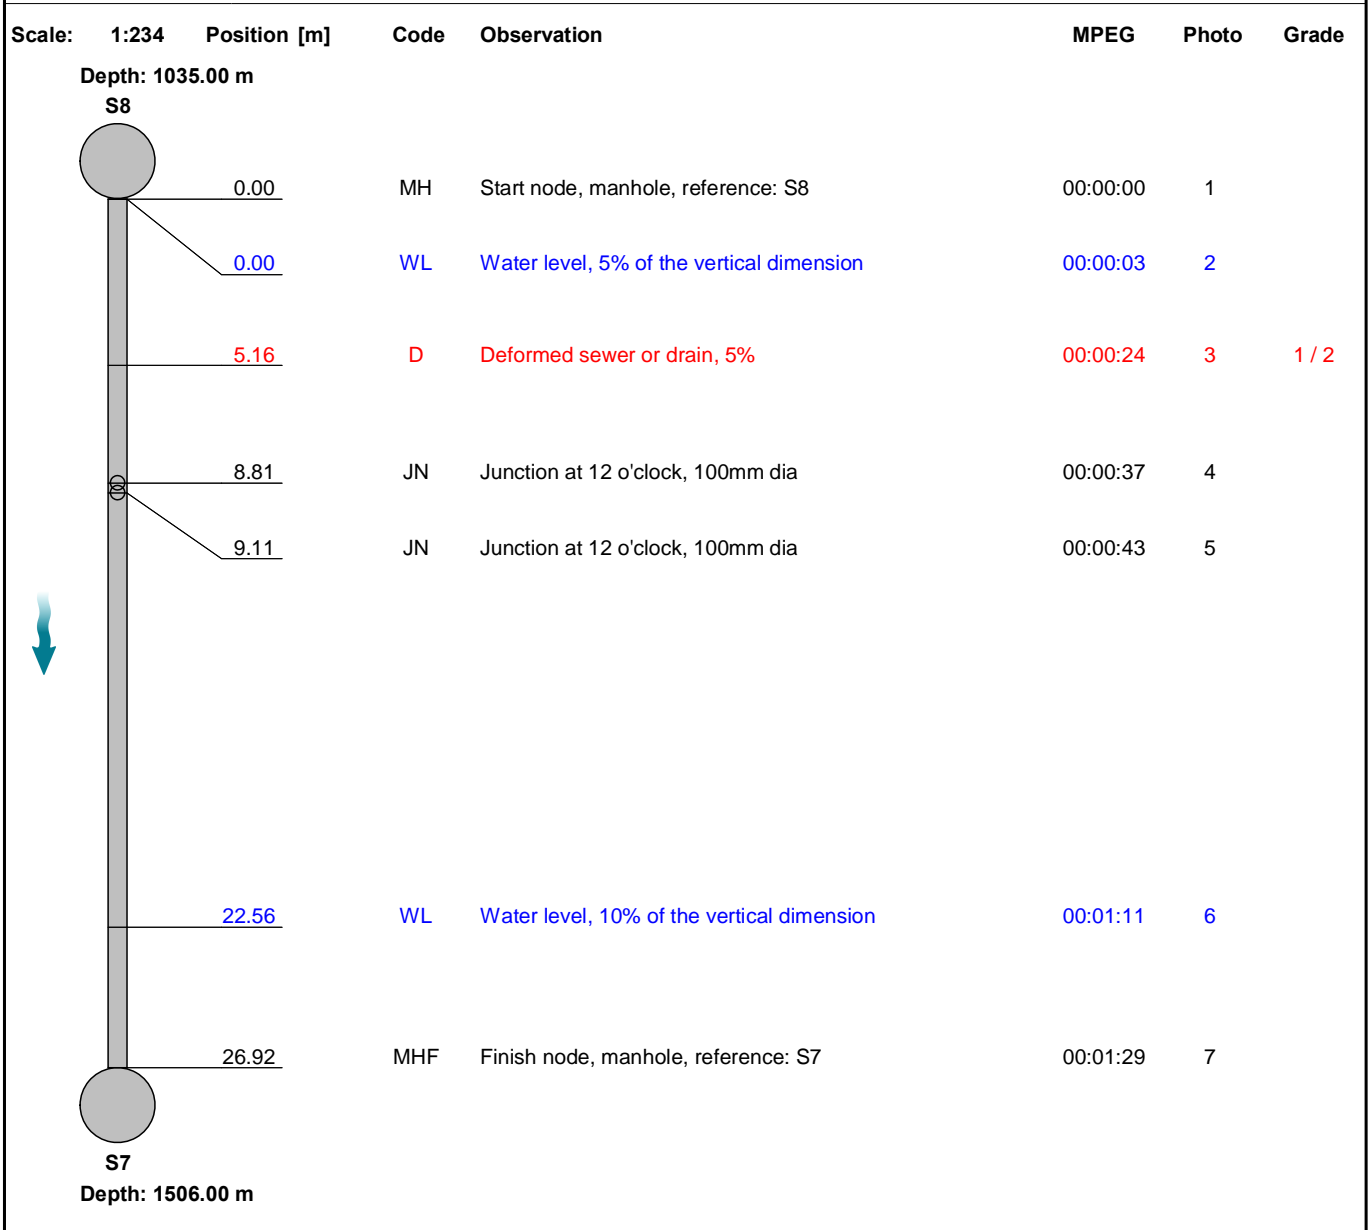 Scale: 1:234 Position [m] Code Observation MPEG Photo Grade
Depth: 1035.00 m
S8
0.00 MH Start node, manhole, reference: S8 00:00:00 1
0.00 WL Water level, 5% of the vertical dimension 00:00:03 2
5.16 D Deformed sewer or drain, 5% 00:00:24 3 1 / 2
8.81 JN Junction at 12 o'clock, 100mm dia 00:00:37 4
9.11 JN Junction at 12 o'clock, 100mm dia 00:00:43 5
22.56 WL Water level, 10% of the vertical dimension 00:01:11 6
26.92 MHF Finish node, manhole, reference: S7 00:01:29 7
S7
Depth: 1506.00 m